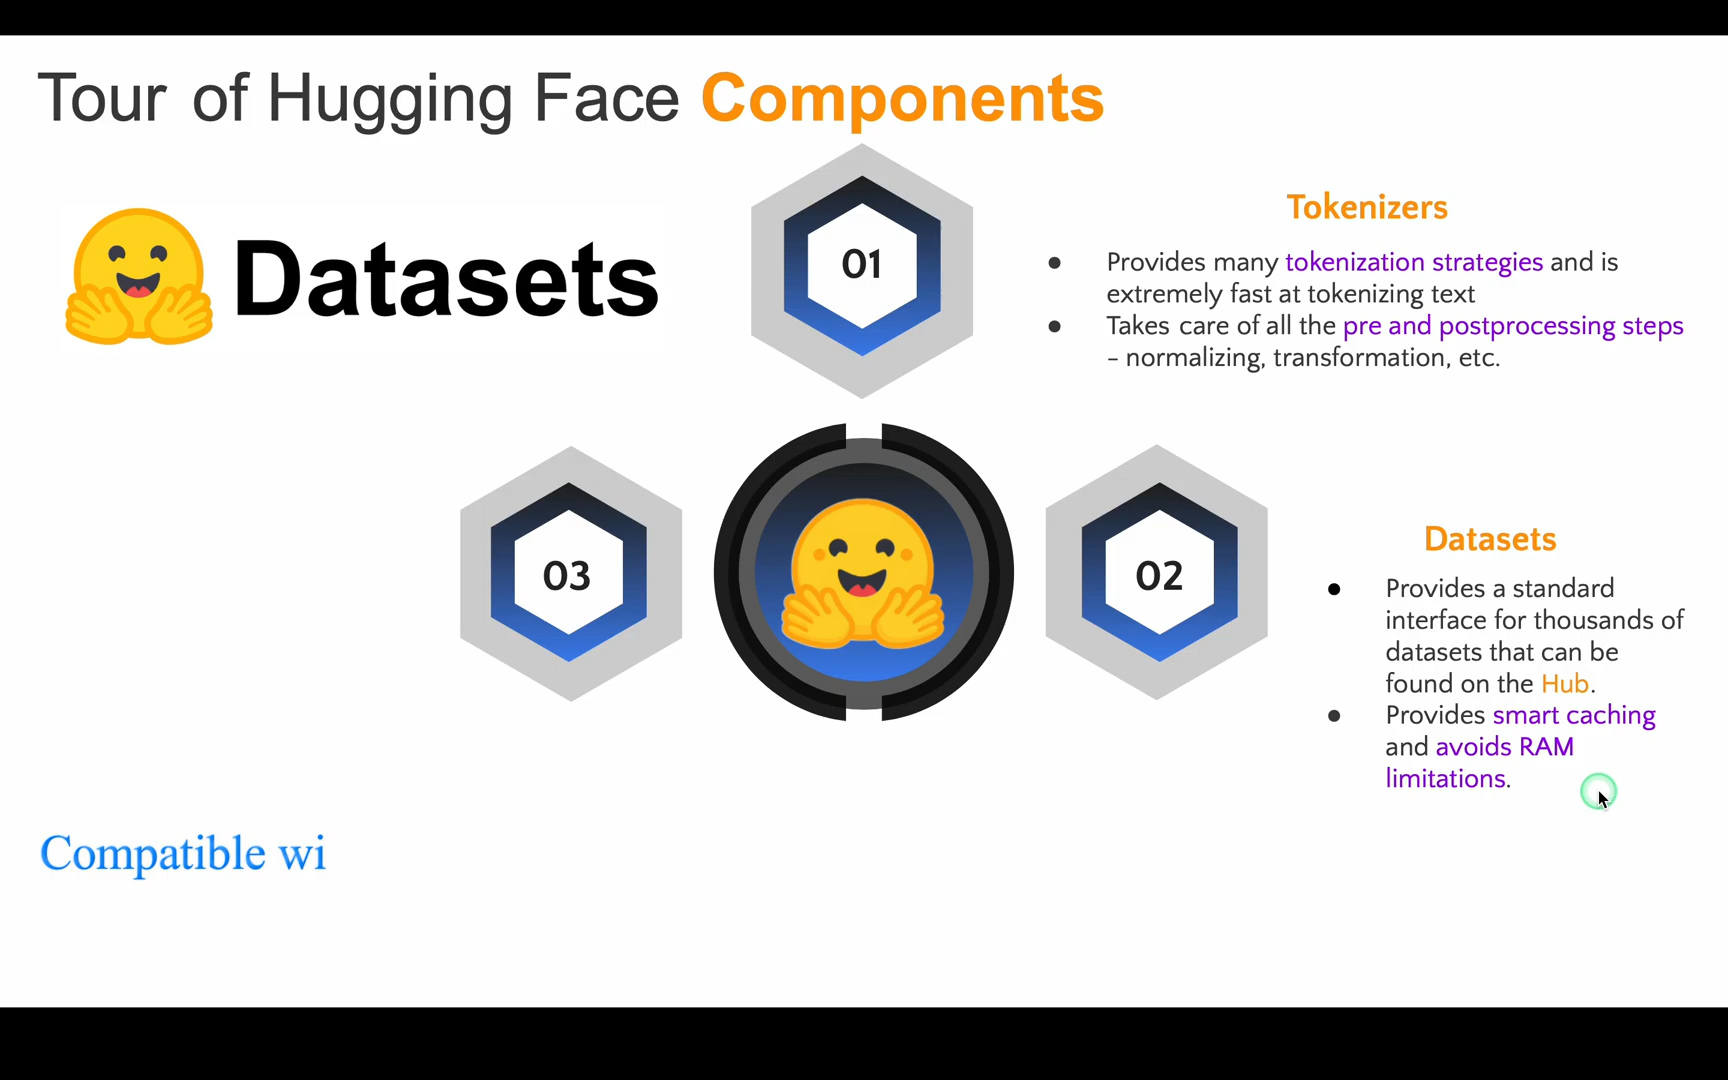 Tour of Hugging Face Components
Datasets
01
Tokenizers
● Provides many tokenization strategies and is
extremely fast at tokenizing text
● Takes care of all the pre and postprocessing steps
– normalizing, transformation, etc.
03
02
Datasets
● Provides a standard
interface for thousands of
datasets that can be
found on the Hub.
● Provides smart caching
and avoids RAM
limitations.
Compatible wi